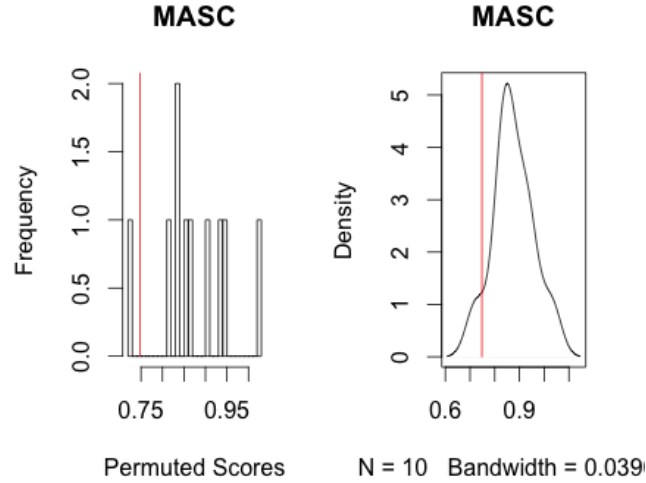 MASC
Frequency
0.0 0.5 1.0 1.5 2.0
0.75 0.95
Permuted Scores
MASC
Density
0 1 2 3 4 5
0.6 0.9
N = 10 Bandwidth = 0.039